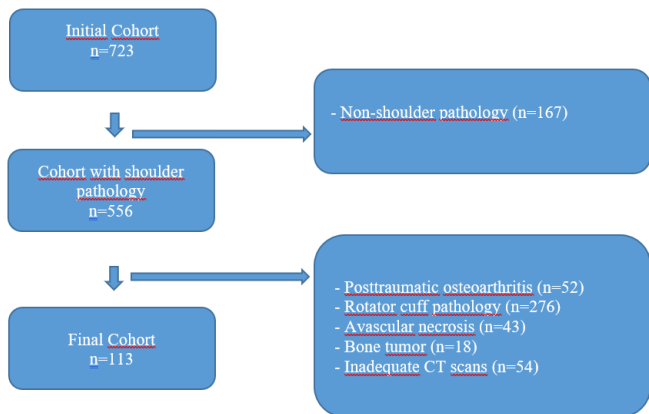 Initial Cohort
n=723
- Non-shoulder pathology (n=167)
Cohort with shoulder
pathology
n=556
- Posttraumatic osteoarthritis (n=52)
- Rotator cuff pathology (n=276)
- Avascular necrosis (n=43)
- Bone tumor (n=18)
- Inadequate CT scans (n=54)
Final Cohort
n=113